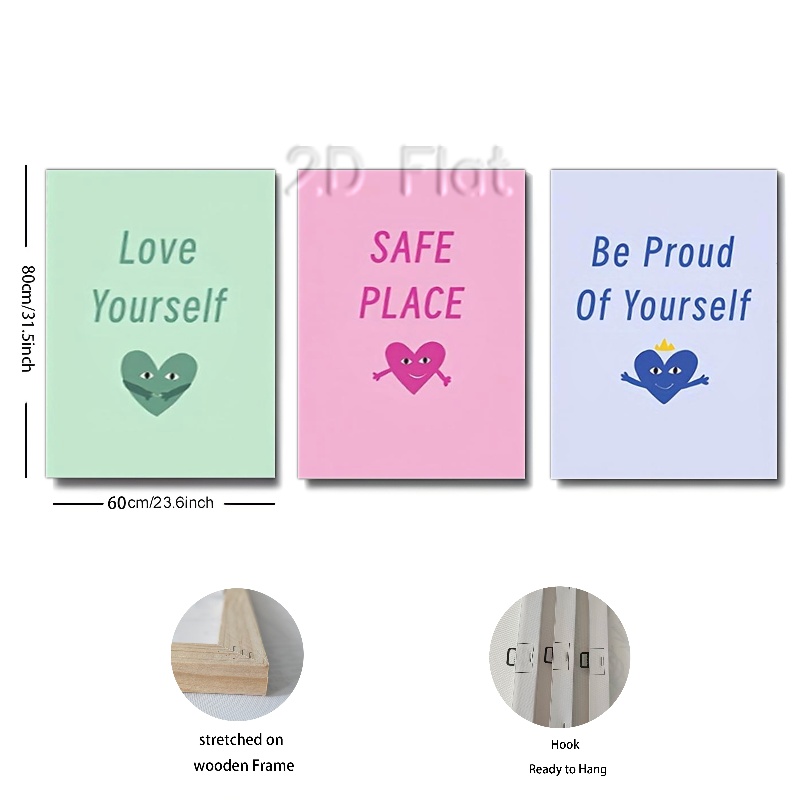 2D Flat
Love
Yourself
SAFE
PLACE
Be Proud
Of Yourself
80cm/31.5inch
60cm/23.6inch
stretched on
wooden Frame
Hook
Ready to Hang